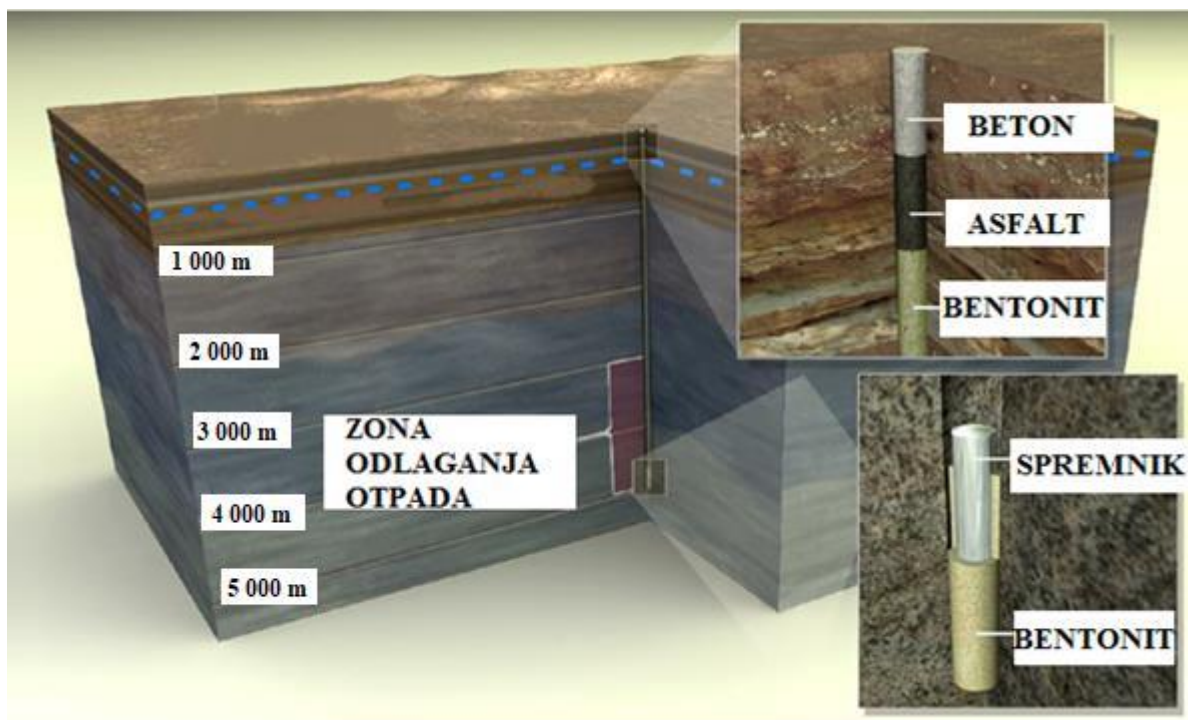 BETON
ASFALT
BENTONIT
1 000 m
2 000 m
3 000 m
4 000 m
5 000 m
ZONA
ODLAGANJA
OTPADA
SPREMNIK
BENTONIT